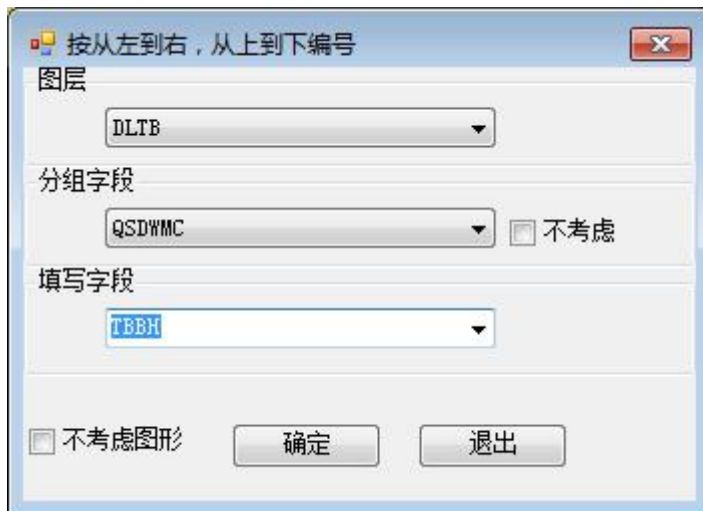 按从左到右，从上到下编号
图层
DLTB
分组字段
QSDWMC
不考虑
填写字段
TBBH
不考虑图形
确定
退出